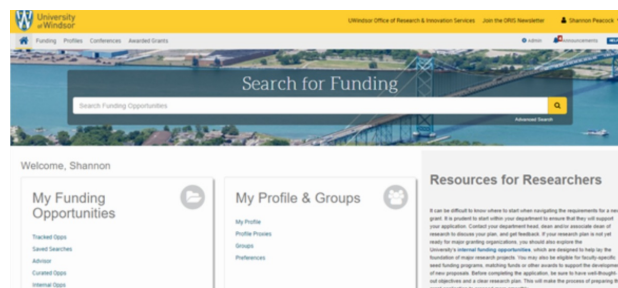 University
of Windsor
UWindsor Office of Research & Innovation Services Join the ORIS Newsletter Shannon Peacock
Funding Profiles Conferences Awarded Grants
admin announcements
Search for Funding
Search Funding Opportunities
Advanced Search
Welcome, Shannon
My Funding
Opportunities
Tracked Opps
Saved Searches
Advisor
Curated Opps
Internal Opps
My Profile & Groups
My Profile
Profile Proxies
Groups
Preferences
Resources for Researchers
It can be difficult to know where to start when navigating the requirements for a new
grant. It is prudent to start within your department to ensure that they will support
your application. Contact your department head, dean and/or associate dean of
research to discuss your plan, and get feedback. If your research plan is not yet
ready for major granting organizations, you should also explore the
University's internal funding opportunities, which are designed to help lay the
foundation of major research projects. You may also be eligible for faculty-specific
seed funding programs, matching funds or other awards to support the development
of new proposals. Before completing the application, be sure to have well-thought-
out objectives and a clear research plan. This will make the process of preparing th